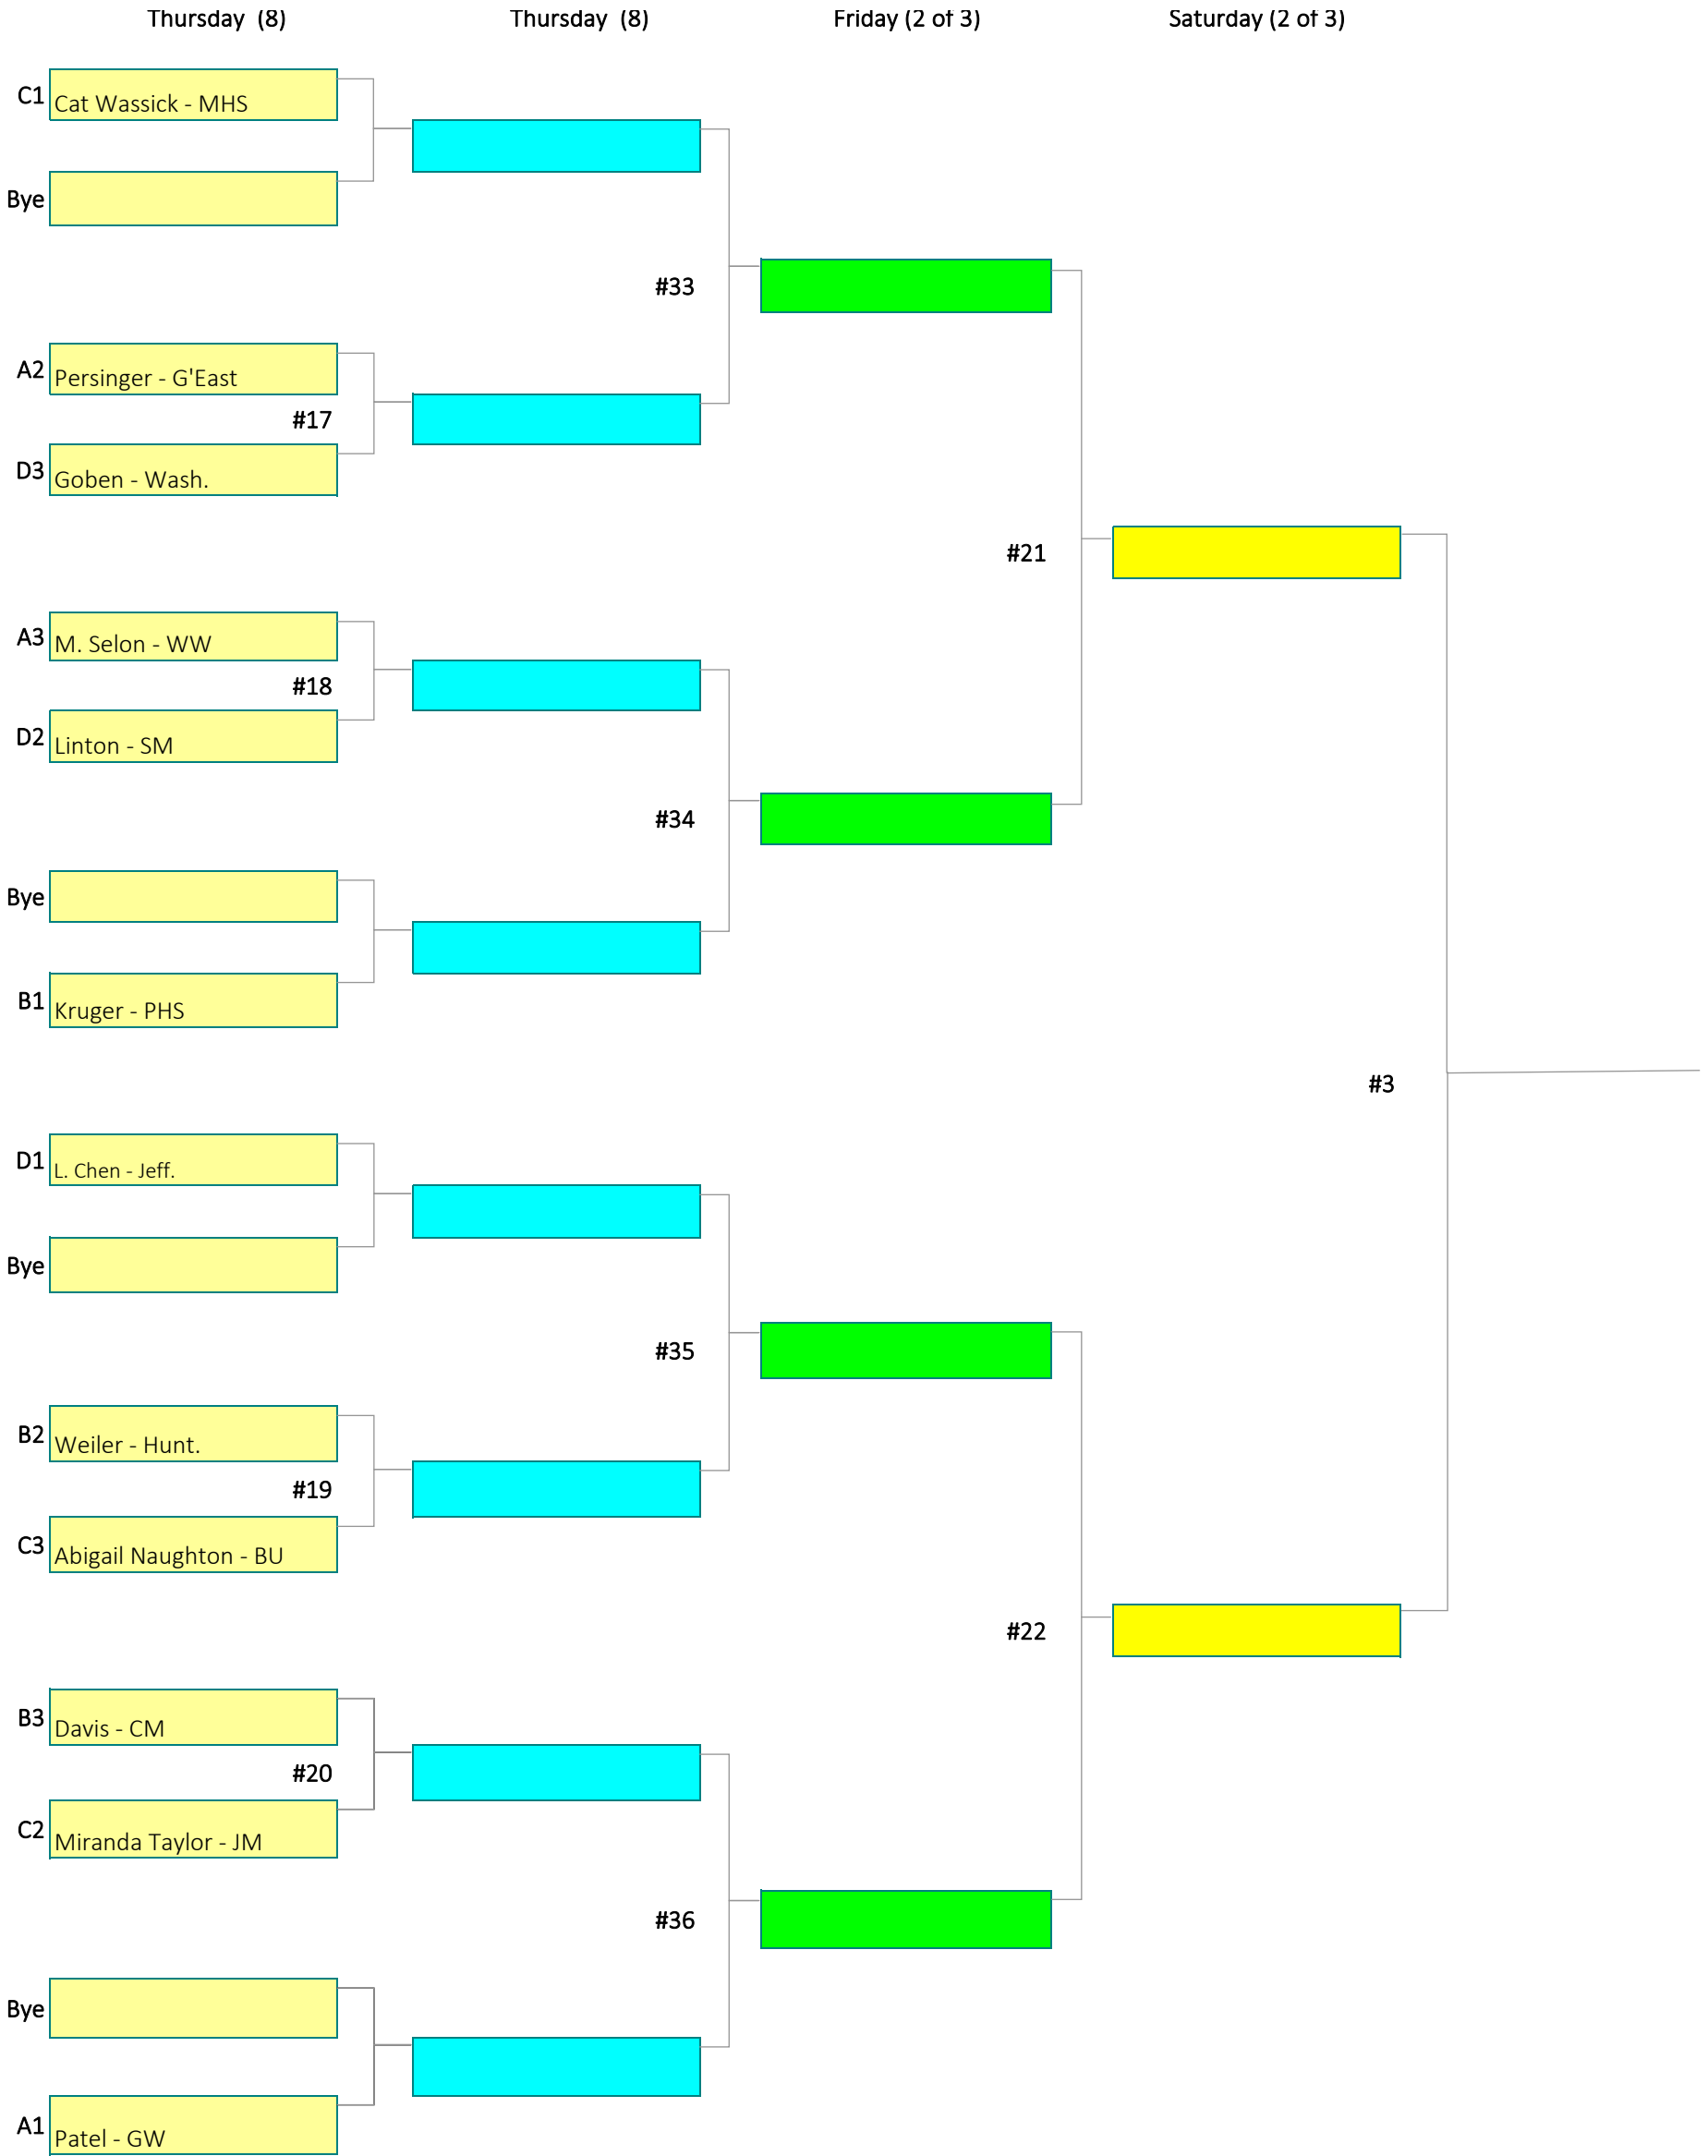 Thursday (8) Thursday (8) Friday (2 of 3) Saturday (2 of 3)
C1 Cat Wassick - MHS
Bye
#33
A2 Persinger - G'East
#17
D3 Goben - Wash.
#21
A3 M. Selon - WW
#18
D2 Linton - SM
#34
Bye
B1 Kruger - PHS
#3
D1 L. Chen - Jeff.
Bye
#35
B2 Weiler - Hunt.
#19
C3 Abigail Naughton - BU
#22
B3 Davis - CM
#20
C2 Miranda Taylor - JM
#36
Bye
A1 Patel - GW